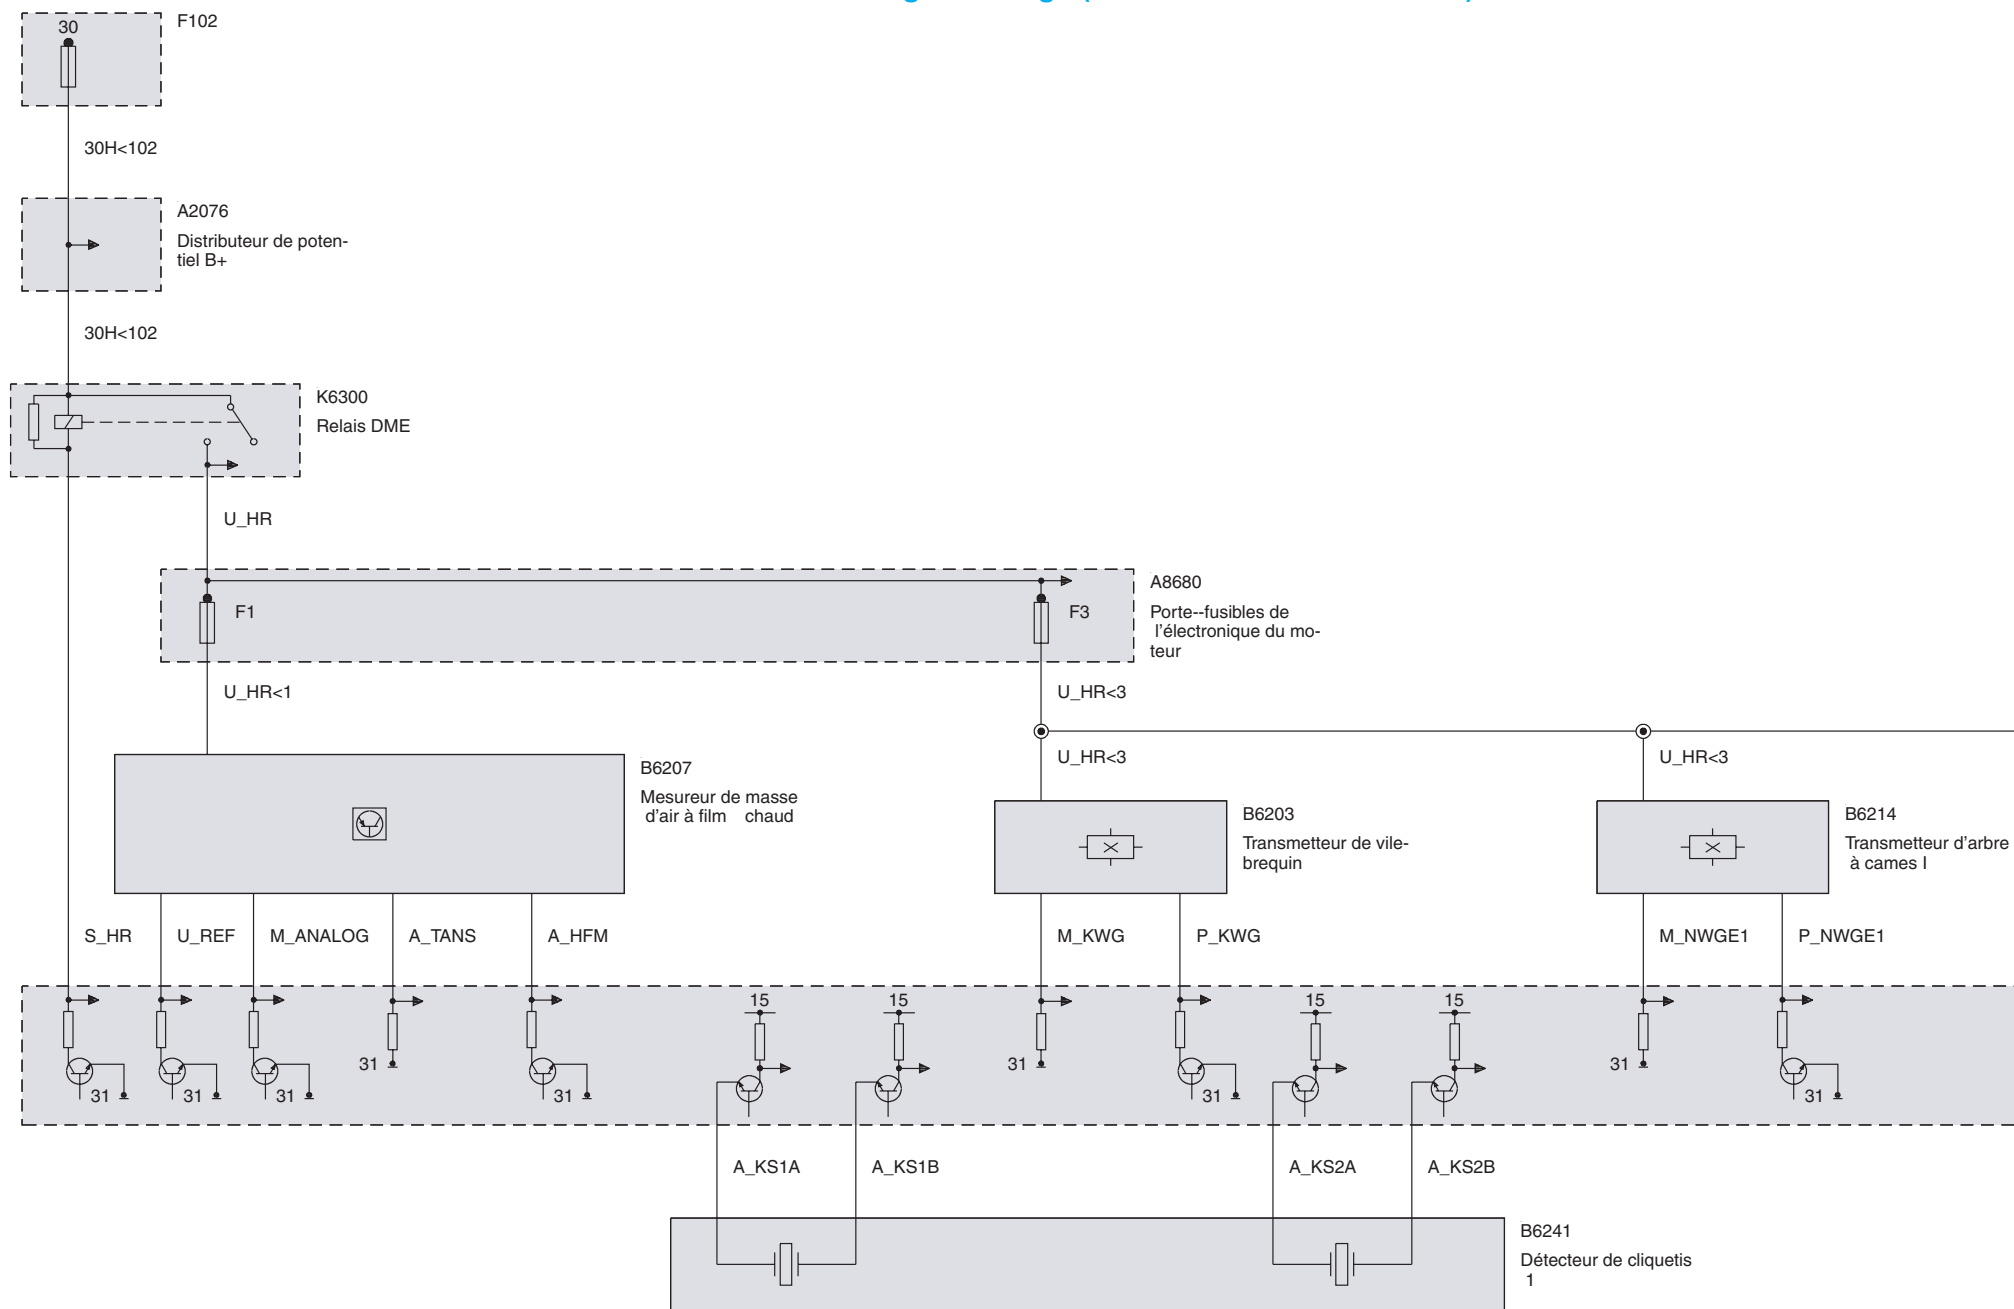 30
F102
30H<102
A2076
Distributeur de poten-
tiel B+
30H<102
K6300
Relais DME
U_HR
F1
F3
A8680
Porte--fusibles de
l'électronique du mo-
teur
U_HR<1
U_HR<3
U_HR<3
U_HR<3
B6207
Mesureur de masse
d'air à film chaud
B6203
Transmetteur de vile-
brequin
B6214
Transmetteur d'arbre
à cames I
S_HR
U_REF
M_ANALOG
A_TANS
A_HFM
M_KWG
P_KWG
M_NWGE1
P_NWGE1
15
15
15
15
31
31
31
31
31
31
31
31
31
A_KS1A
A_KS1B
A_KS2A
A_KS2B
B6241
Détecteur de cliquetis
1